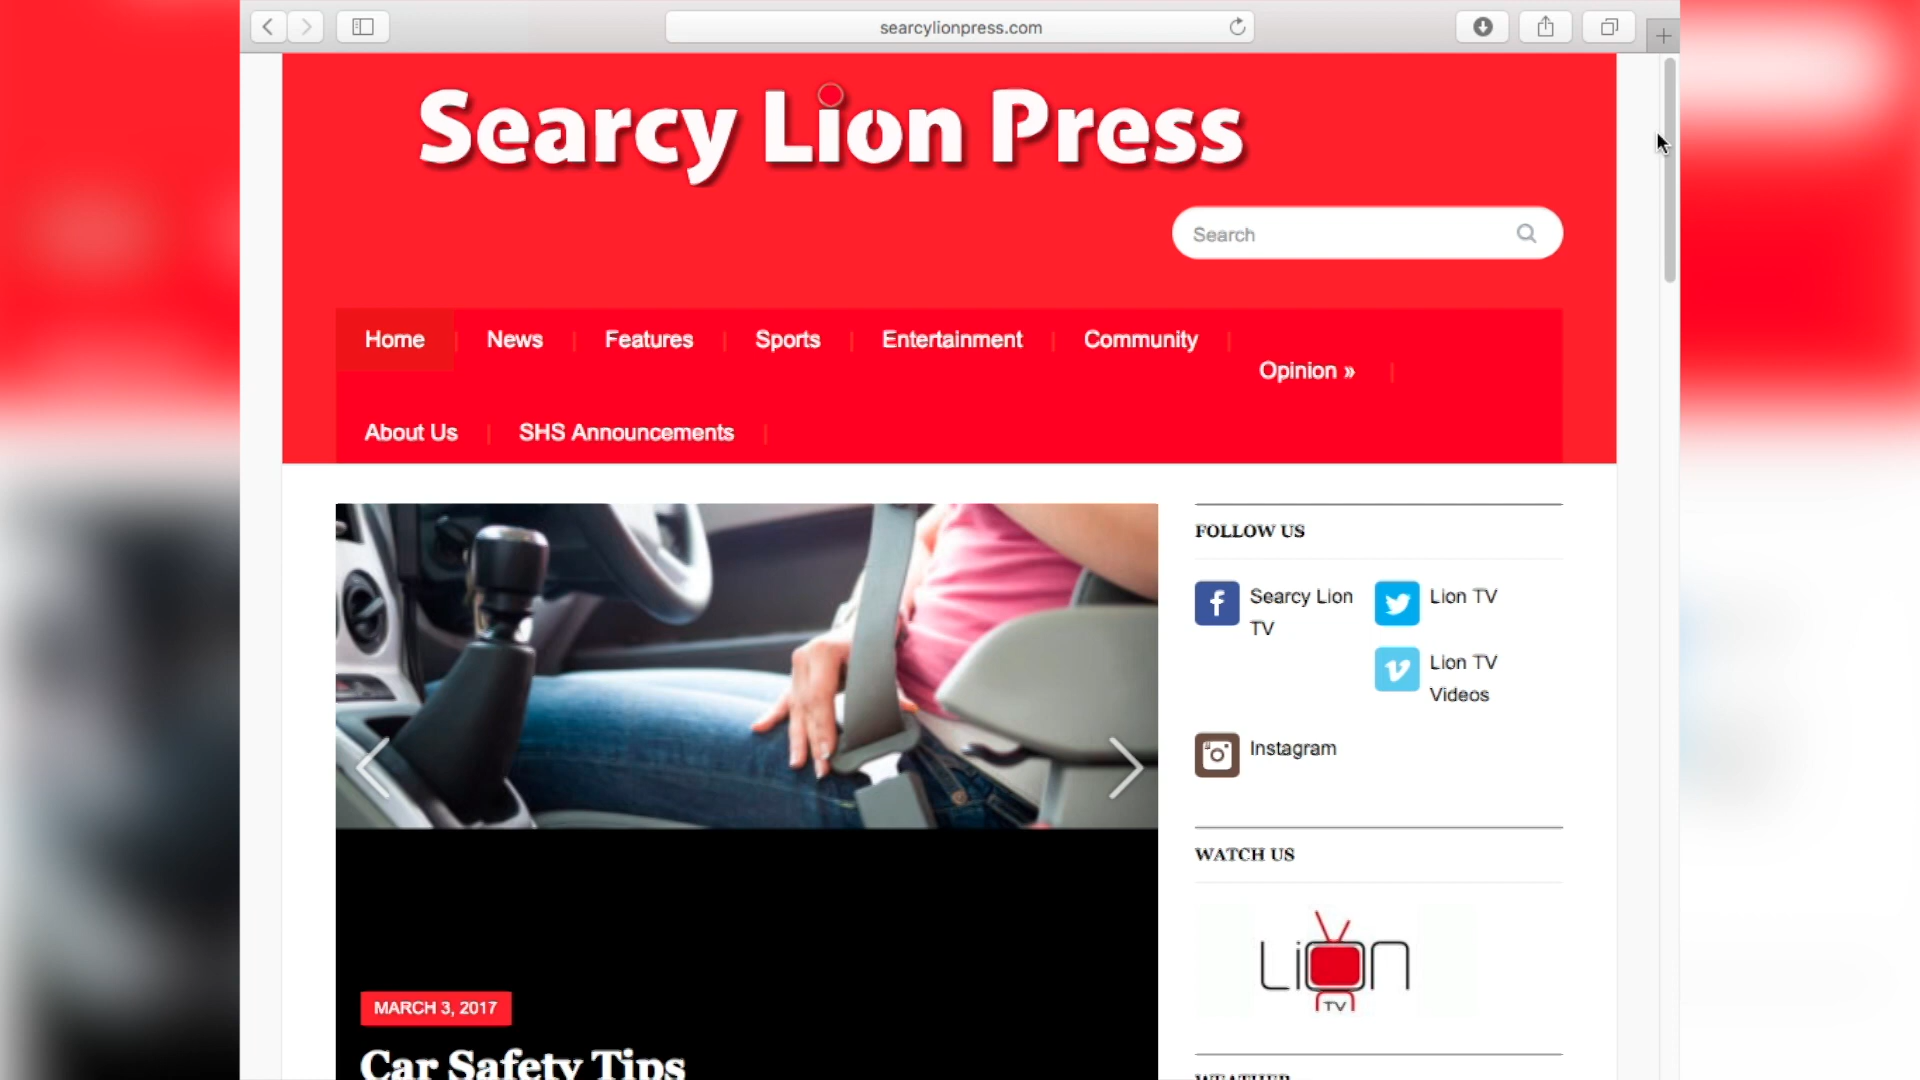 searcylionpress.com
Searcy Lion Press
Search
Home
News
Features
Sports
Entertainment
Community
Opinion »
About Us
SHS Announcements
FOLLOW US
Searcy Lion
TV
Lion TV
Lion TV
Videos
Instagram
WATCH US
LiON
TV
MARCH 3, 2017
Car Safety Tips
WEATHER